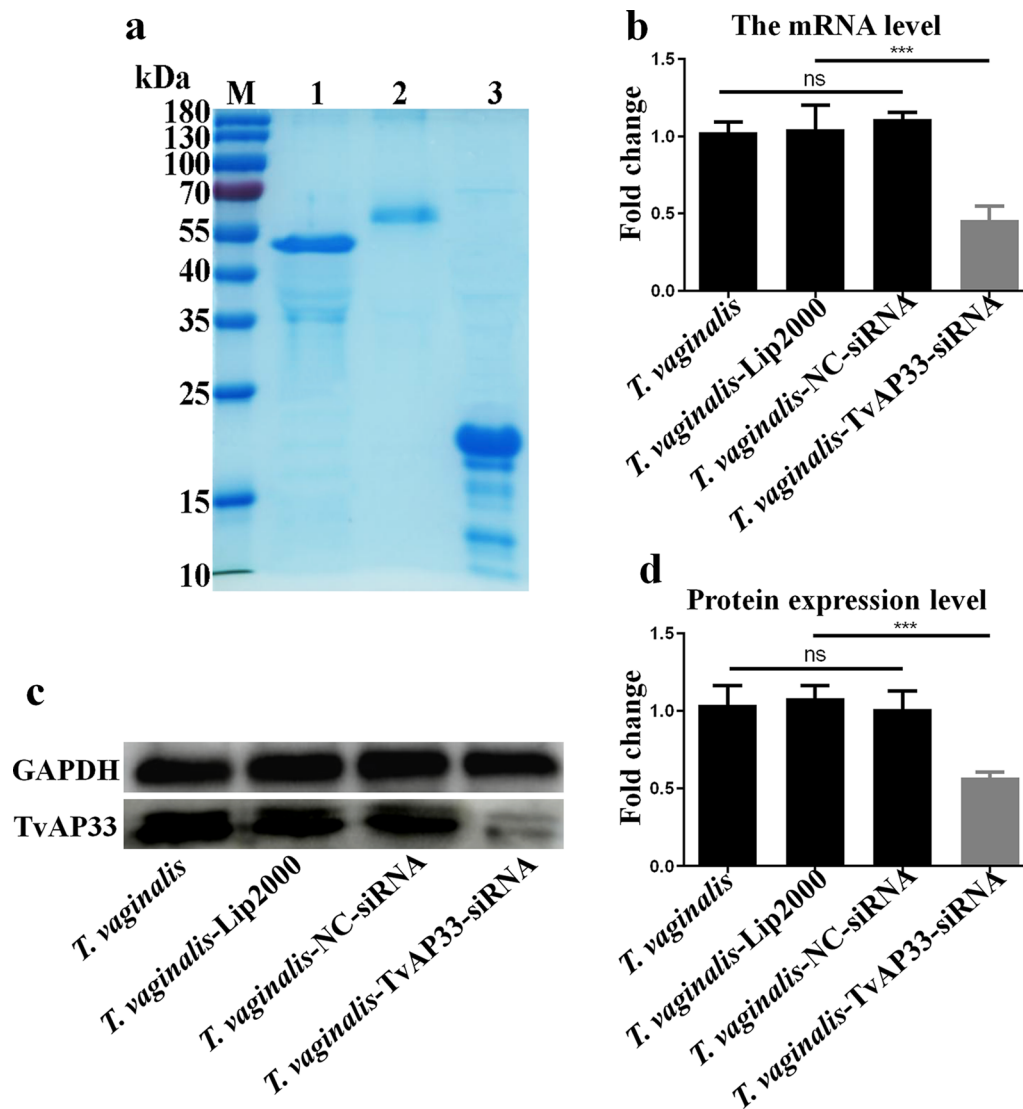 a
kDa
M 1 2 3
180
130
100
70
55
40
35
25
15
10
b
The mRNA level
***
ns
Fold change
1.5
1.0
0.5
0.0
T. vaginalis
T. vaginalis-Lip2000
T. vaginalis-NC-siRNA
T. vaginalis-TvAP33-siRNA
c
GAPDH
TvAP33
T. vaginalis
T. vaginalis-Lip2000
T. vaginalis-NC-siRNA
T. vaginalis-TvAP33-siRNA
d
Protein expression level
***
ns
Fold change
1.5
1.0
0.5
0.0
T. vaginalis
T. vaginalis-Lip2000
T. vaginalis-NC-siRNA
T. vaginalis-TvAP33-siRNA